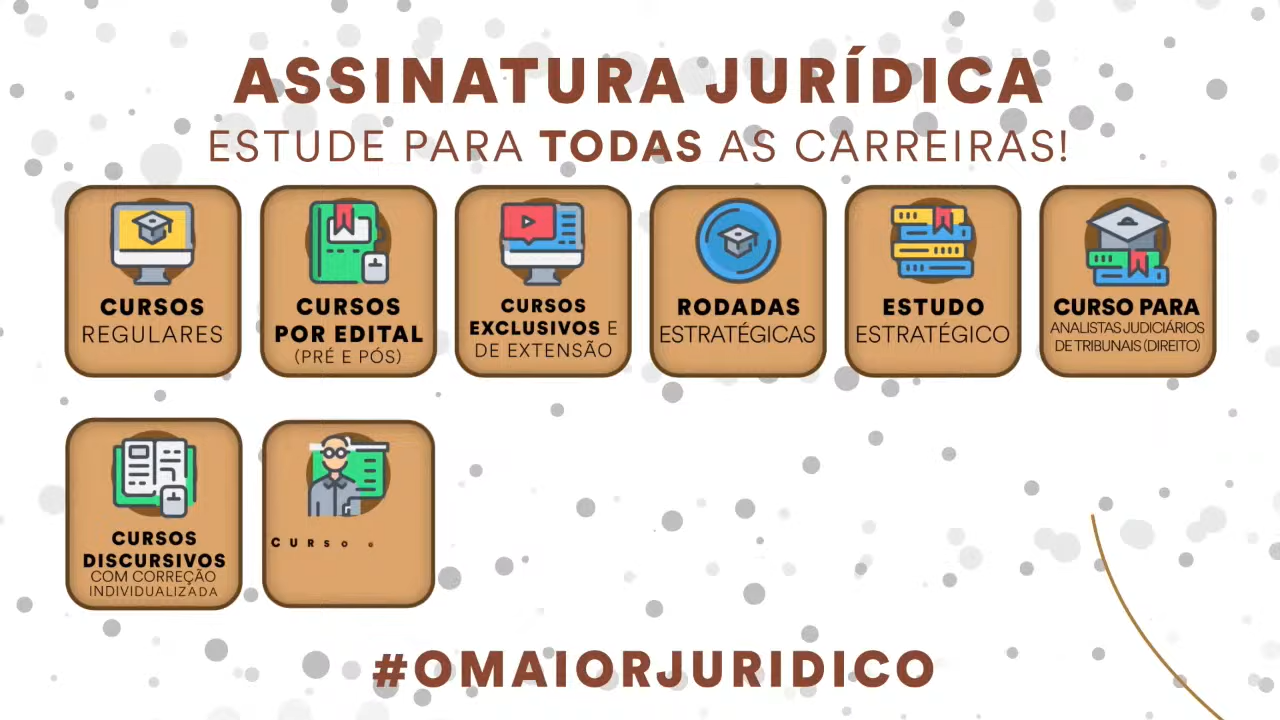 ASSINATURA JURÍDICA
ESTUDE PARA TODAS AS CARREIRAS!
CURSOS
REGULARES
CURSOS
POR EDITAL
(PRÉ E PÓS)
CURSOS
EXCLUSIVOS E
DE EXTENSÃO
RODADAS
ESTRATÉGICAS
ESTUDO
ESTRATÉGICO
CURSO PARA
ANALISTAS JUDICIÁRIOS
DE TRIBUNAIS (DIREITO)
CURSOS
DISCURSIVOS
COM CORREÇÃO
INDIVIDUALIZADA
#OMAIORJURIDICO